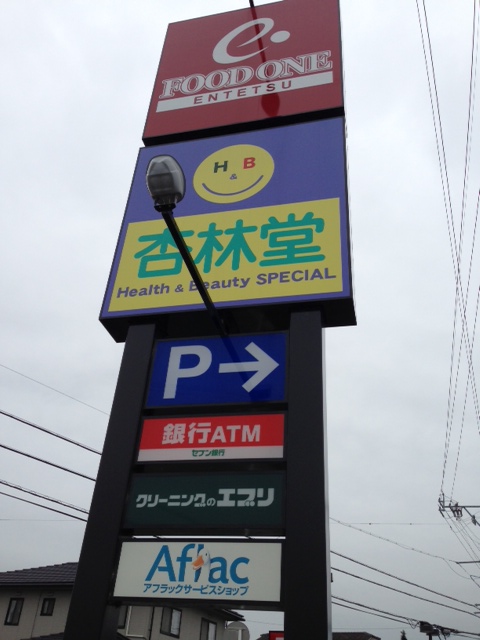 e
FOOD ONE
ENTETSU
H & B
杏林堂
Health & Beauty SPECIAL
P→
銀行ATM
セブン銀行
クリーニングのエブリ
Aflac
アフラックサービスショップ